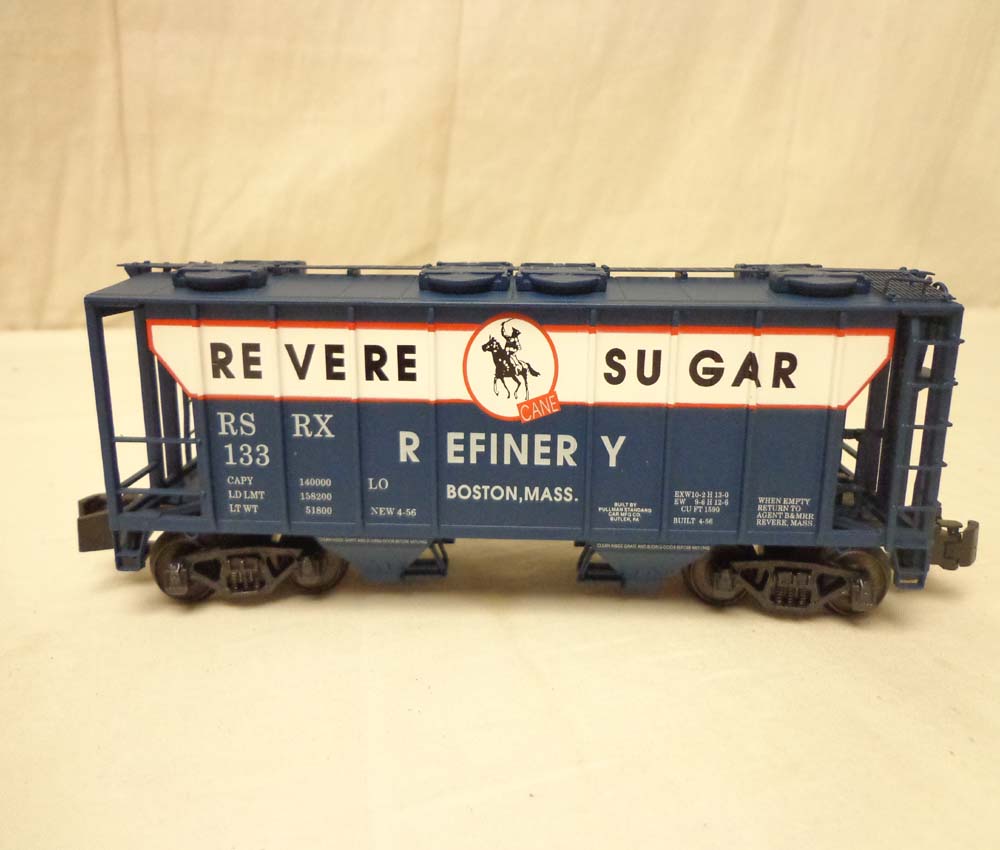 REVERE SUGAR
CANE
RS RX
133
REFINERY
BOSTON, MASS.
CAPY 140000 LO
LD LMT 158200
LT WT 51800 NEW 4-56
BUILT BY
PULLMAN STANDARD
CAR MFG CO.
BUTLER, PA
EXW10-2 H 13-0
EW 9-6 H 12-6
CU FT 1590
BUILT 4-56
WHEN EMPTY
RETURN TO
AGENT B&MRR
REVERE, MASS.